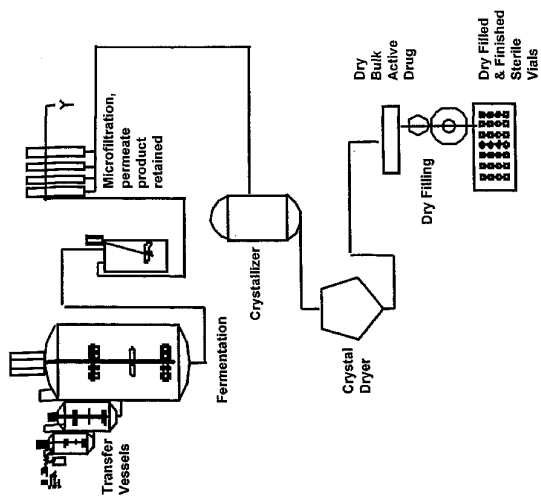 Transfer
Vessels
Fermentation
Microfiltration,
permeate
product
retained
Crystallizer
Crystal
Dryer
Dry Filling
Dry
Bulk
Active
Drug
Dry Filled
& Finished
Sterile
Vials